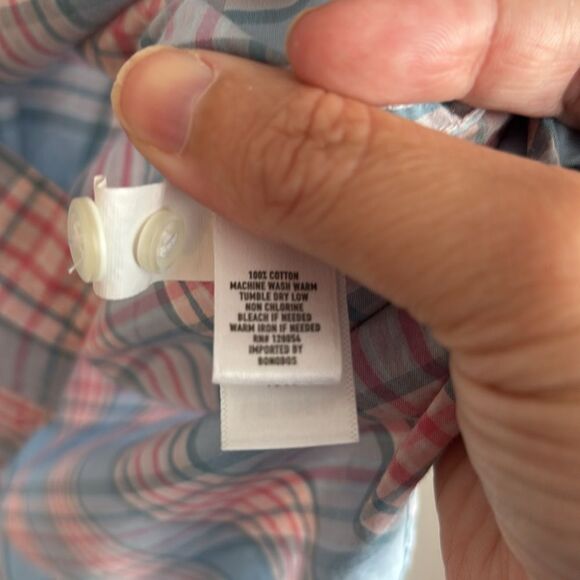 100% COTTON
MACHINE WASH WARM
TUMBLE DRY LOW
NON CHLORINE
BLEACH IF NEEDED
WARM IRON IF NEEDED
RN# 120054
IMPORTED BY
BONOBOS